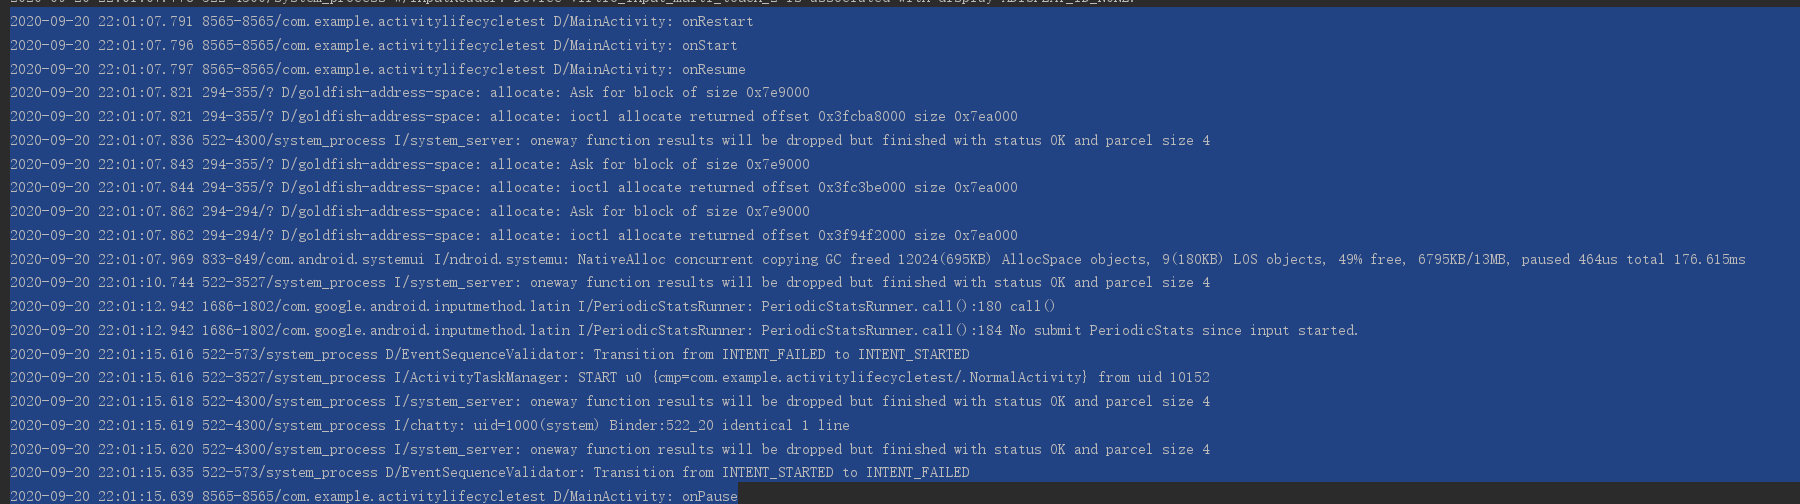 2020-09-20 22:01:07.791 8565-8565/com.example.activitylifecycletest D/MainActivity: onRestart
2020-09-20 22:01:07.796 8565-8565/com.example.activitylifecycletest D/MainActivity: onStart
2020-09-20 22:01:07.797 8565-8565/com.example.activitylifecycletest D/MainActivity: onResume
2020-09-20 22:01:07.821 294-355/? D/goldfish-address-space: allocate: Ask for block of size 0x7e9000
2020-09-20 22:01:07.821 294-355/? D/goldfish-address-space: allocate: ioctl allocate returned offset 0x3fcba8000 size 0x7ea000
2020-09-20 22:01:07.836 522-4300/system_process I/system_server: oneway function results will be dropped but finished with status OK and parcel size 4
2020-09-20 22:01:07.843 294-355/? D/goldfish-address-space: allocate: Ask for block of size 0x7e9000
2020-09-20 22:01:07.844 294-355/? D/goldfish-address-space: allocate: ioctl allocate returned offset 0x3fc3be000 size 0x7ea000
2020-09-20 22:01:07.862 294-294/? D/goldfish-address-space: allocate: Ask for block of size 0x7e9000
2020-09-20 22:01:07.862 294-294/? D/goldfish-address-space: allocate: ioctl allocate returned offset 0x3f94f2000 size 0x7ea000
2020-09-20 22:01:07.969 833-849/com.android.systemui I/ndroid.systemu: NativeAlloc concurrent copying GC freed 12024(695KB) AllocSpace objects, 9(180KB) LOS objects, 49% free, 6795KB/13MB, paused 464us total 176.615ms
2020-09-20 22:01:10.744 522-3527/system_process I/system_server: oneway function results will be dropped but finished with status OK and parcel size 4
2020-09-20 22:01:12.942 1686-1802/com.google.android.inputmethod.latin I/PeriodicStatsRunner: PeriodicStatsRunner.call():180 call()
2020-09-20 22:01:12.942 1686-1802/com.google.android.inputmethod.latin I/PeriodicStatsRunner: PeriodicStatsRunner.call():184 No submit PeriodicStats since input started.
2020-09-20 22:01:15.616 522-573/system_process D/EventSequenceValidator: Transition from INTENT_FAILED to INTENT_STARTED
2020-09-20 22:01:15.616 522-3527/system_process I/ActivityTaskManager: START u0 {cmp=com.example.activitylifecycletest/.NormalActivity} from uid 10152
2020-09-20 22:01:15.618 522-4300/system_process I/system_server: oneway function results will be dropped but finished with status OK and parcel size 4
2020-09-20 22:01:15.619 522-4300/system_process I/chatty: uid=1000(system) Binder:522_20 identical 1 line
2020-09-20 22:01:15.620 522-4300/system_process I/system_server: oneway function results will be dropped but finished with status OK and parcel size 4
2020-09-20 22:01:15.635 522-573/system_process D/EventSequenceValidator: Transition from INTENT_STARTED to INTENT_FAILED
2020-09-20 22:01:15.639 8565-8565/com.example.activitylifecycletest D/MainActivity: onPause